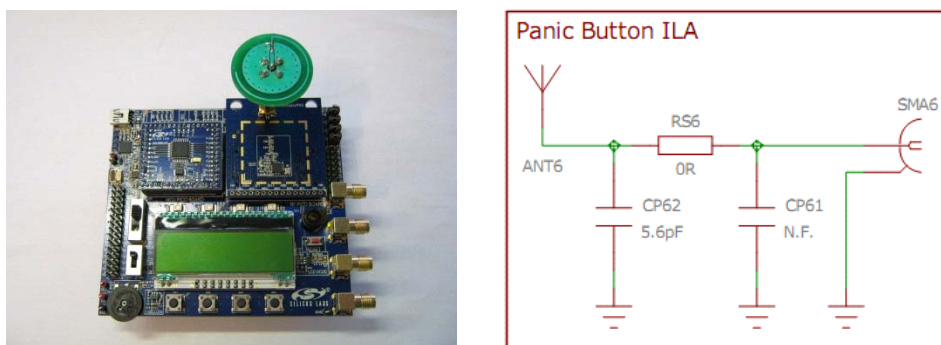 SILICON LABS
Panic Button ILA
SMA6
RS6
ANT6
0R
CP62
CP61
5.6pF
N.F.